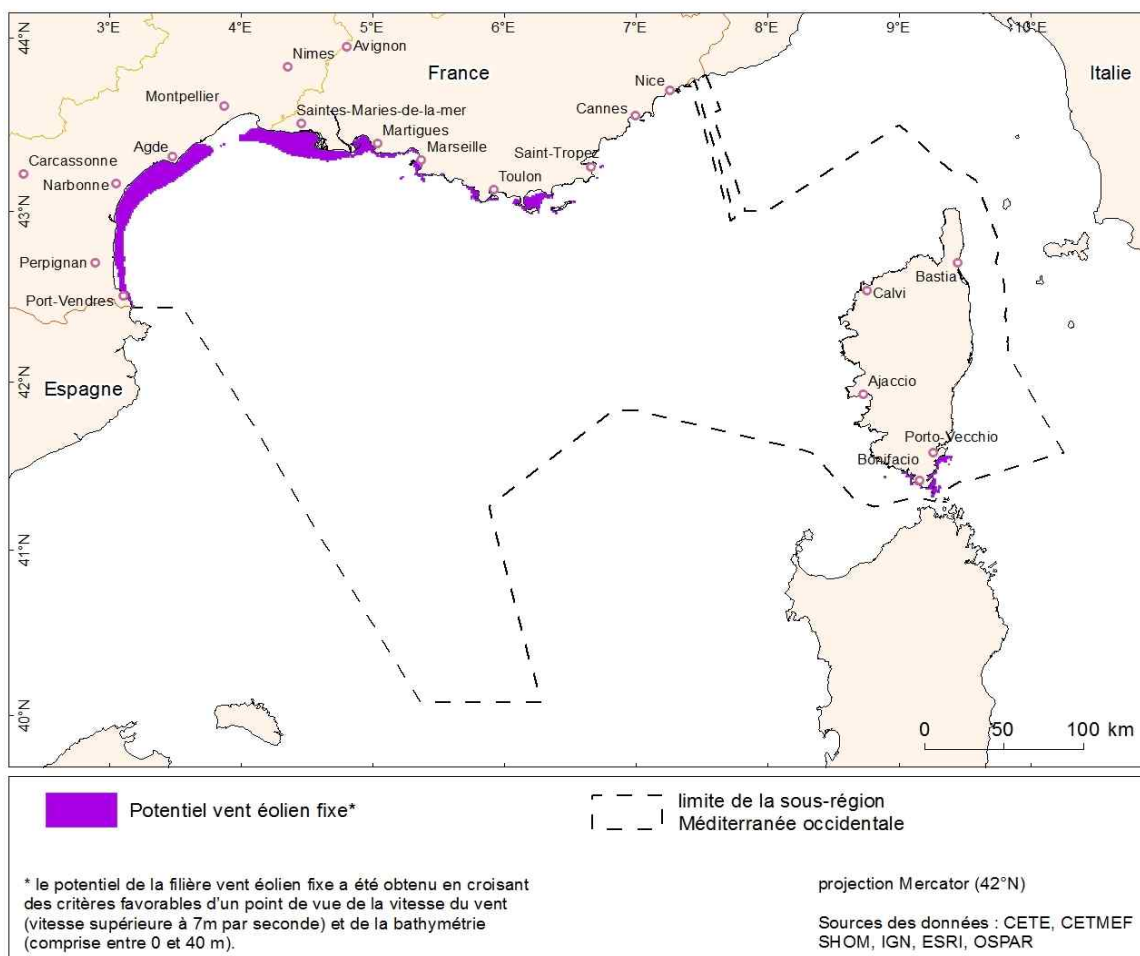 3°E 4°E 5°E 6°E 7°E 8°E 9°E 10°E
44°N
Avignon
Nimes
France
Italie
Nice
Montpellier
Saintes-Maries-de-la-mer
Cannes
Martigues
Agde
Marseille
Saint-Tropez
Carcassonne
Narbonne
Toulon
43°N
Perpignan
Bastia
Port-Vendres
Calvi
42°N
Espagne
Ajaccio
Porto-Vecchio
Bonifacio
41°N
40°N
0 50 100 km
Potentiel vent éolien fixe*
limite de la sous-région
Méditerranée occidentale
* le potentiel de la filière vent éolien fixe a été obtenu en croisant
des critères favorables d'un point de vue de la vitesse du vent
(vitesse supérieure à 7m par seconde) et de la bathymétrie
(comprise entre 0 et 40 m).
projection Mercator (42°N)
Sources des données : CETE, CETMEF
SHOM, IGN, ESRI, OSPAR